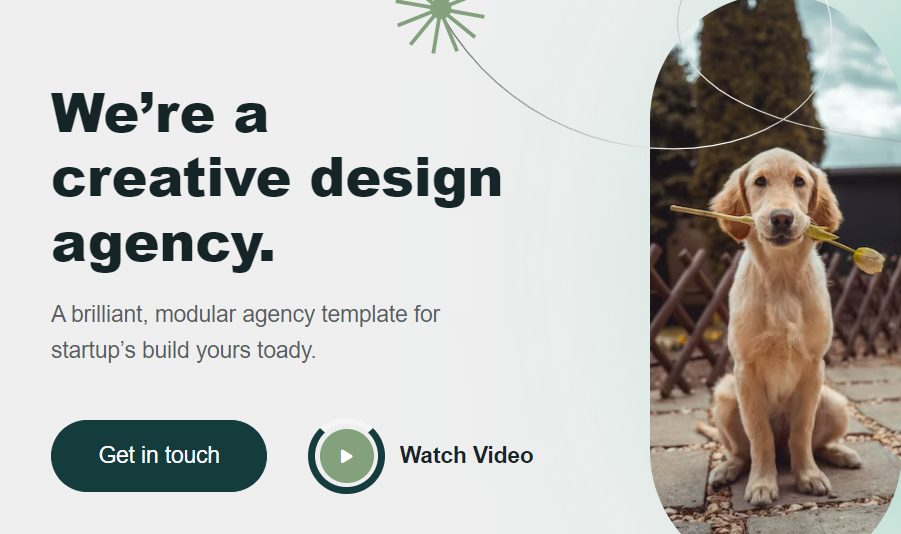 We’re a
creative design
agency.
A brilliant, modular agency template for
startup’s build yours toady.
Get in touch
Watch Video